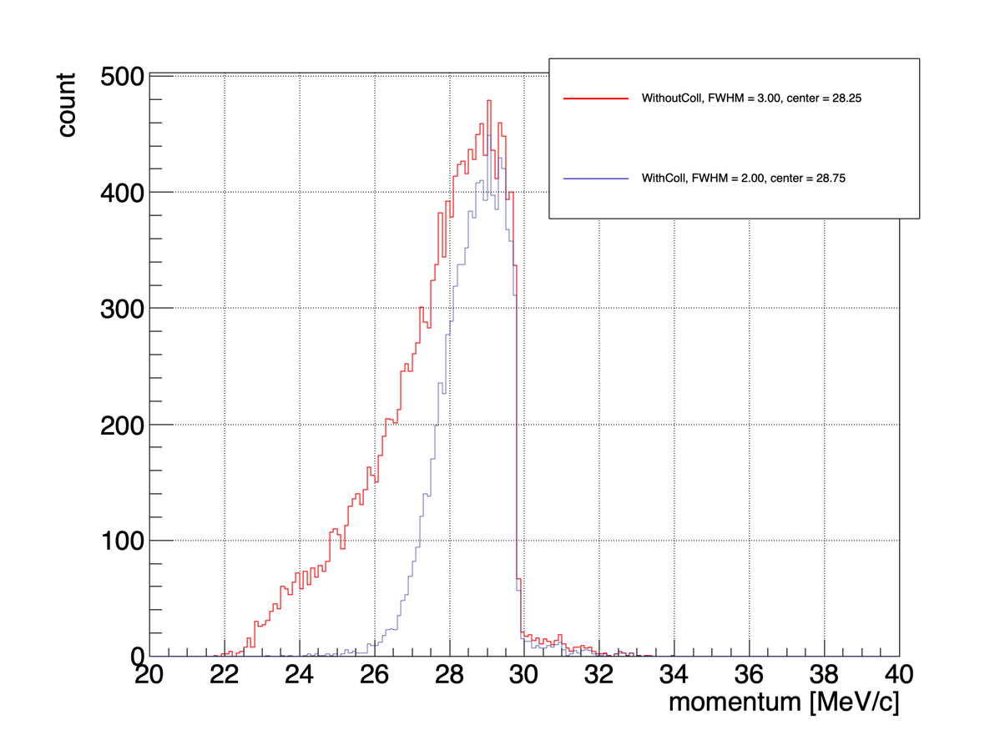 count
500
400
300
200
100
0
WithoutColl, FWHM = 3.00, center = 28.25
WithColl, FWHM = 2.00, center = 28.75
20 22 24 26 28 30 32 34 36 38 40
momentum [MeV/c]